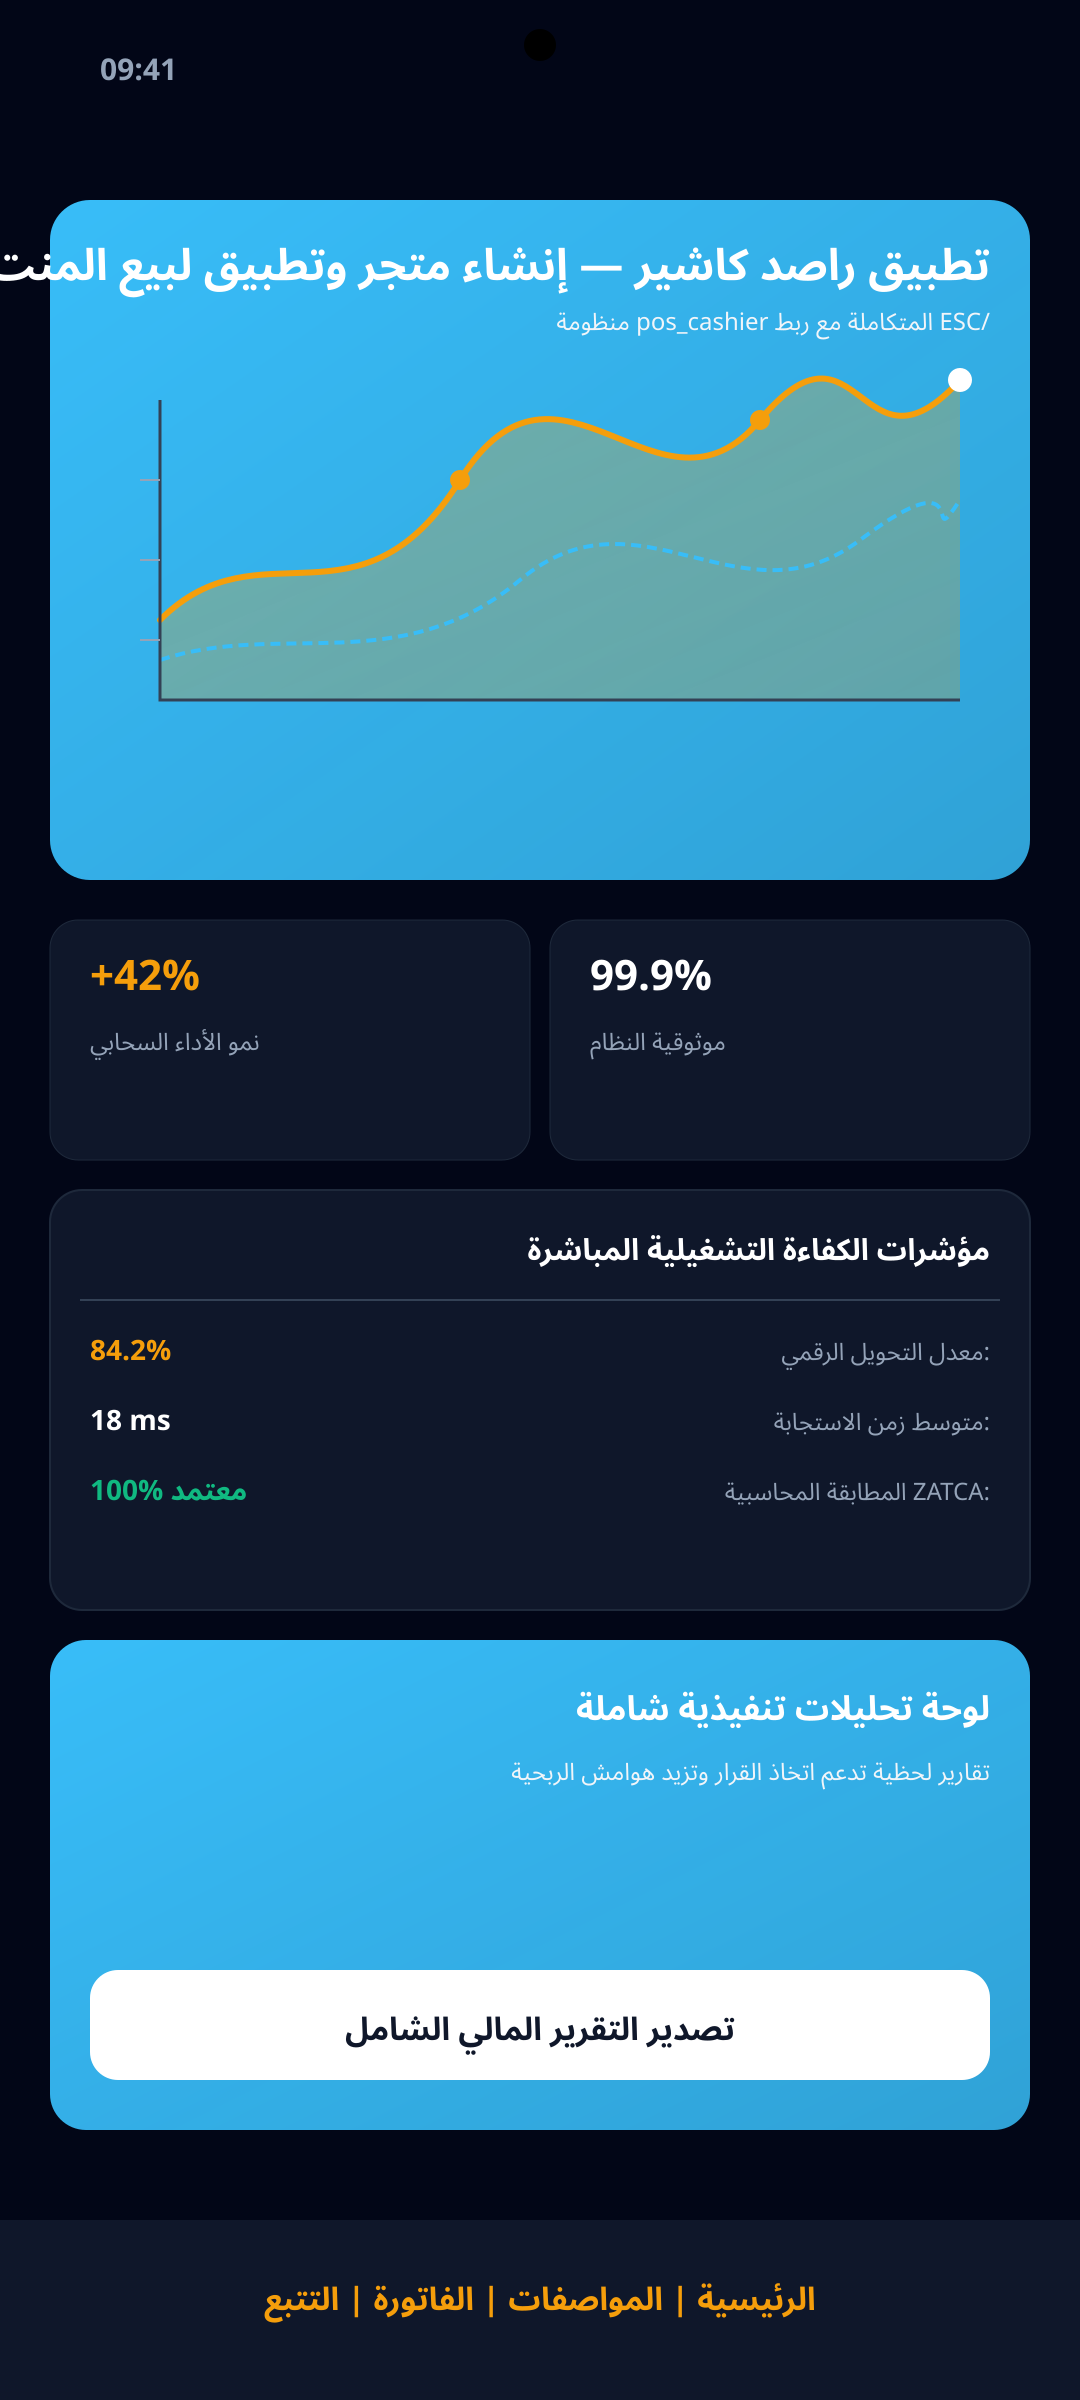 09:41
تطبيق راصد كاشير — إنشاء متجر وتطبيق لبيع
منظومة pos_cashier المتكاملة مع ربط ESC/
99.9%
موثوقية النظام
+42%
نمو الأداء السحابي
مؤشرات الكفاءة التشغيلية المباشرة
معدل التحويل الرقمي:
84.2%
متوسط زمن الاستجابة:
18 ms
المطابقة المحاسبية ZATCA:
100% معتمد
لوحة تحليلات تنفيذية شاملة
تقارير لحظية تدعم اتخاذ القرار وتزيد هوامش الربحية
تصدير التقرير المالي الشامل
الرئيسية | المواصفات | الفاتورة | التتبع